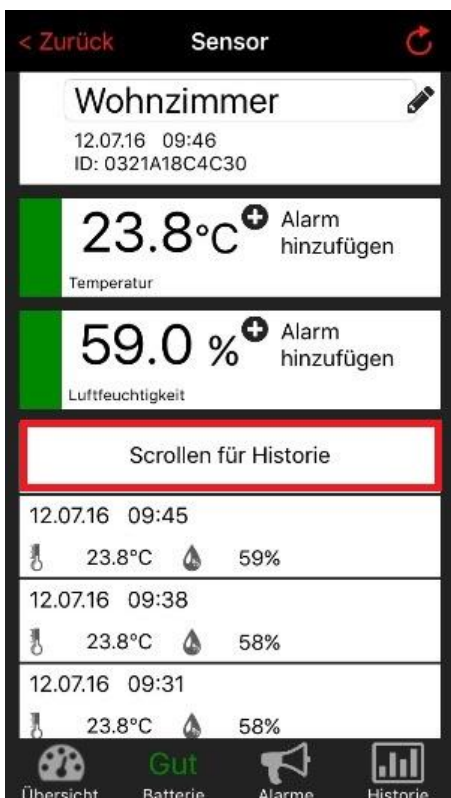 < Zurück Sensor
Wohnzimmer
12.07.16 09:46
ID: 0321A18C4C30
23.8°C Alarm
hinzufügen
Temperatur
59.0 % Alarm
hinzufügen
Luftfeuchtigkeit
Scrollen für Historie
12.07.16 09:45
23.8°C 59%
12.07.16 09:38
23.8°C 58%
12.07.16 09:31
23.8°C 58%
Gut
Übersicht Batterie Alarme Historie